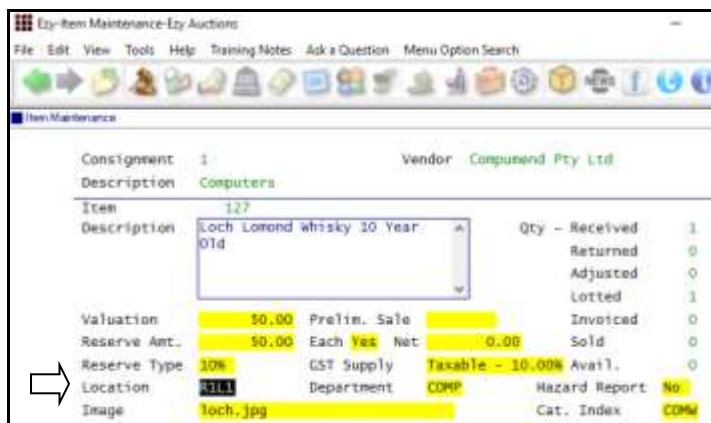 Ezy-Item Maintenance-Ezy Auctions
File Edit View Tools Help Training Notes Ask a Question Menu Option Search
NEWS
f
Item Maintenance
Consignment 1 Vendor Compumend Pty Ltd
Description Computers
Item 127
Description Loch Lomond Whisky 10 Year Qty - Received 1
Old Returned 0
Adjusted 0
Lotted 1
Valuation 50.00 Prelim. Sale Invoiced 0
Reserve Amt. 50.00 Each Yes Net 0.00 Sold 0
Reserve Type 10% GST Supply Taxable - 10.00% Avail. 0
Location R1L1 Department COMP Hazard Report No
Image loch.jpg Cat. Index COMW